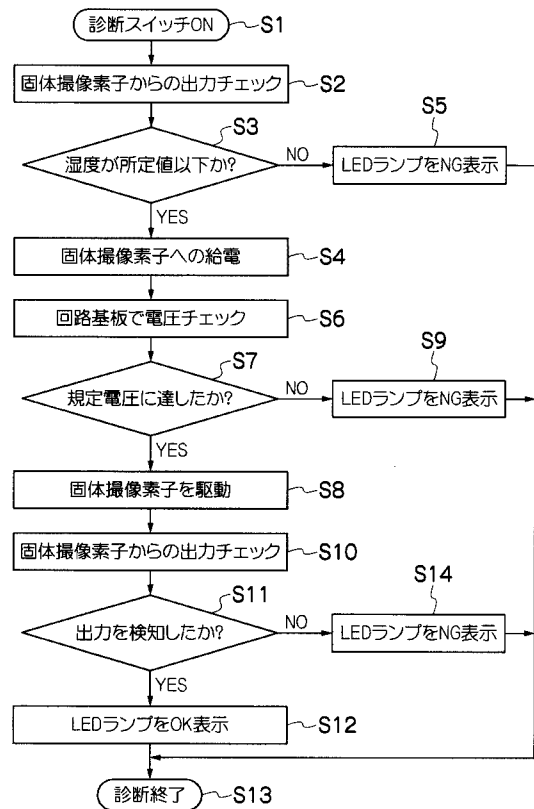 診断スイッチON
S1
固体撮像素子からの出力チェック
S2
S3
湿度が所定値以下か?
NO
S5
LEDランプをNG表示
YES
固体撮像素子への給電
S4
回路基板で電圧チェック
S6
S7
規定電圧に達したか?
NO
S9
LEDランプをNG表示
YES
固体撮像素子を駆動
S8
固体撮像素子からの出力チェック
S10
S11
出力を検知したか?
NO
S14
LEDランプをNG表示
YES
LEDランプをOK表示
S12
診断終了
S13